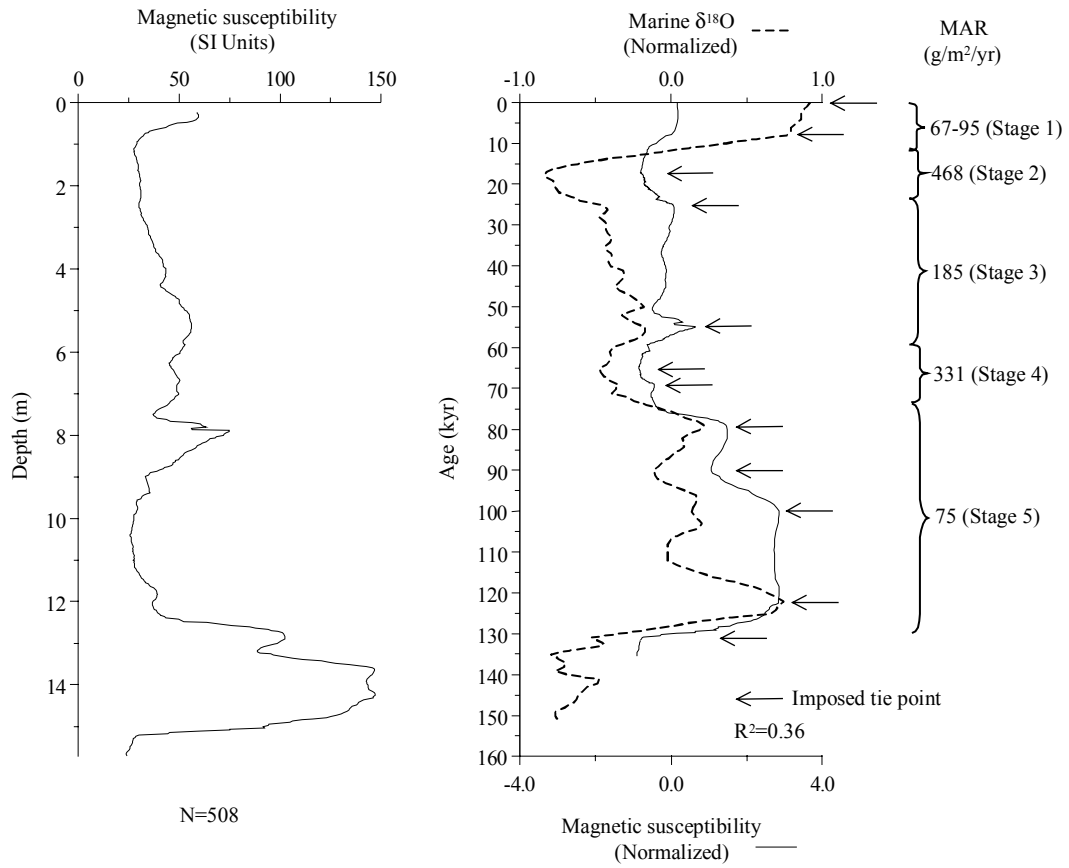 Magnetic susceptibility
(SI Units)
0 50 100 150
0
2
4
6
8
10
12
14
Depth (m)
N=508
Marine δ¹⁸O
(Normalized)
-1.0 0.0 1.0
0
10
20
30
40
50
60
70
80
90
100
110
120
130
140
150
160
Age (kyr)
-4.0 0.0 4.0
Magnetic susceptibility
(Normalized)
Imposed tie point
R²=0.36
MAR
(g/m²/yr)
67-95 (Stage 1)
468 (Stage 2)
185 (Stage 3)
331 (Stage 4)
75 (Stage 5)